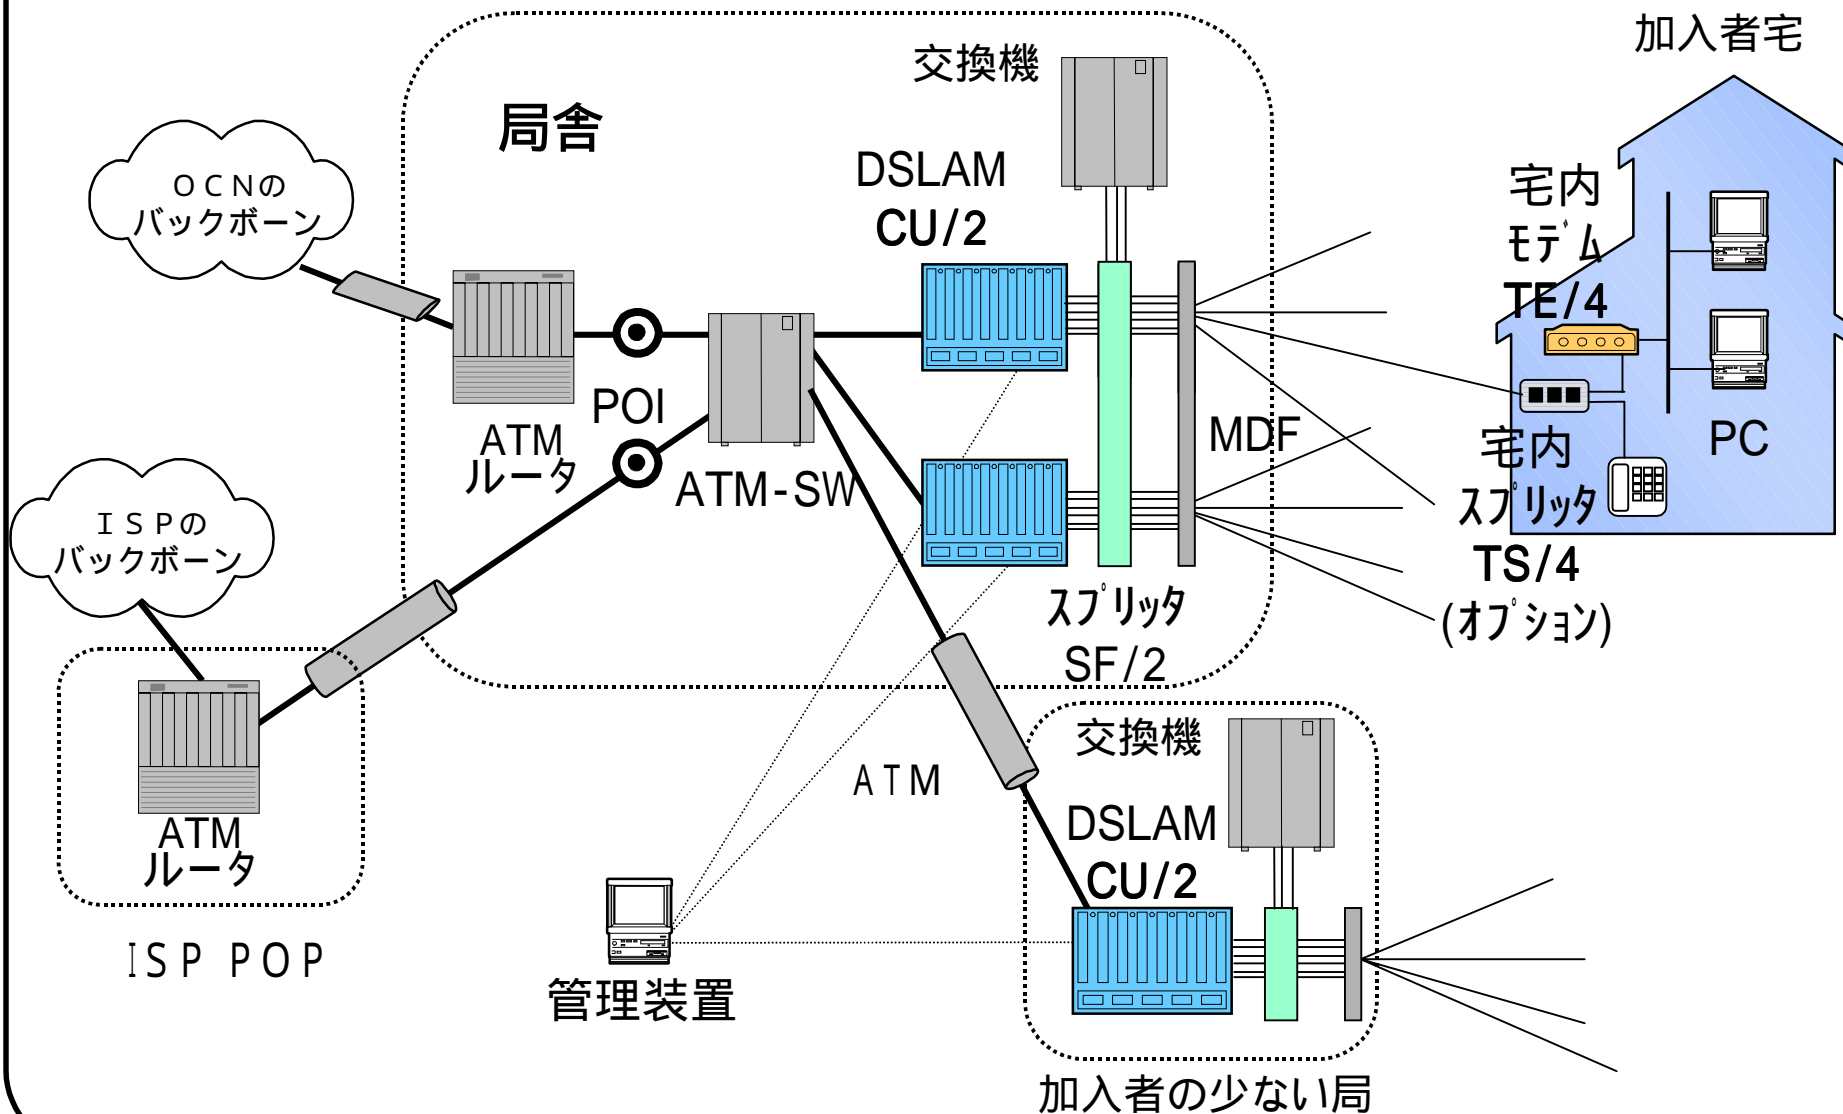 加入者宅
交換機
局舎
DSLAM
CU/2
ＯＣＮの
バックボーン
宅内
ﾓﾃﾞﾑ
TE/4
POI
ATM
ルータ
ATM-SW
MDF
PC
宅内
ｽﾌﾟﾘｯﾀ
TS/4
(ｵﾌﾟｼｮﾝ)
ＩＳＰの
バックボーン
ｽﾌﾟﾘｯﾀ
SF/2
交換機
ＡＴＭ
DSLAM
CU/2
ATM
ルータ
ＩＳＰ ＰＯＰ
管理装置
加入者の少ない局